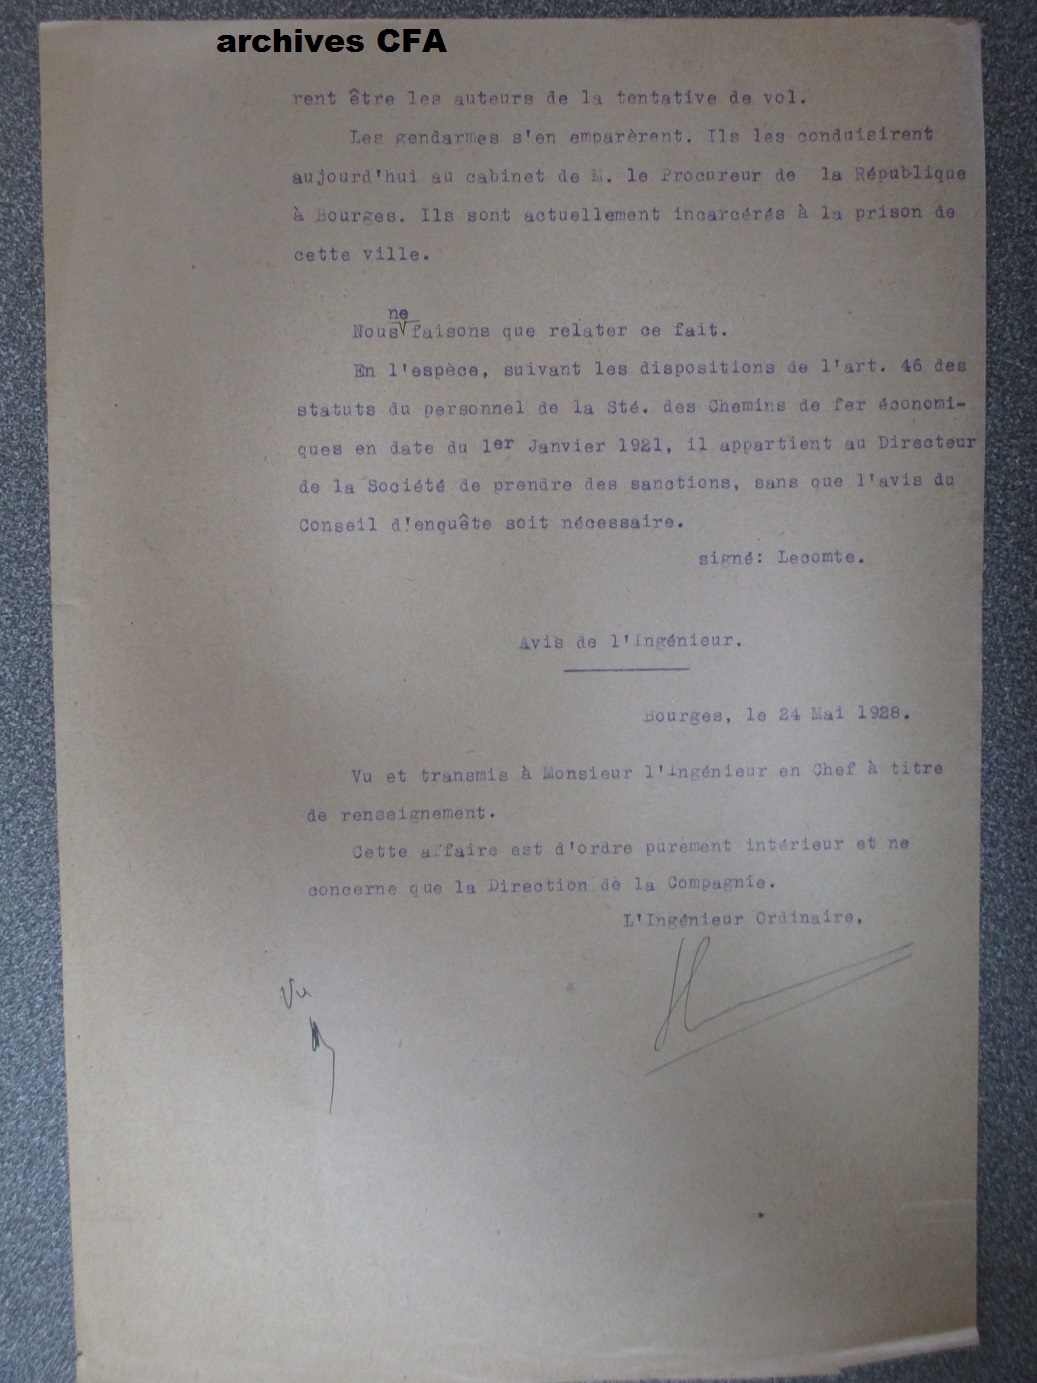 archives CFA
rent être les auteurs de la tentative de vol.
Les gendarmes s'en emparèrent. Ils les conduisirent
aujourd'hui au cabinet de M. le Procureur de la République
à Bourges. Ils sont actuellement incarcérés à la prison de
cette ville.
ne
Nous faisons que relater ce fait.
En l'espèce, suivant les dispositions de l'art. 46 des
statuts du personnel de la Sté. des Chemins de fer économi-
ques en date du 1er Janvier 1921, il appartient au Directeur
de la Société de prendre des sanctions, sans que l'avis du
Conseil d'enquête soit nécessaire.
signé: Lecomte.
Avis de l'Ingénieur.
Bourges, le 24 Mai 1928.
Vu et transmis à Monsieur l'Ingénieur en Chef à titre
de renseignement.
Cette affaire est d'ordre purement intérieur et ne
concerne que la Direction de la Compagnie.
L'Ingénieur Ordinaire,
Vu